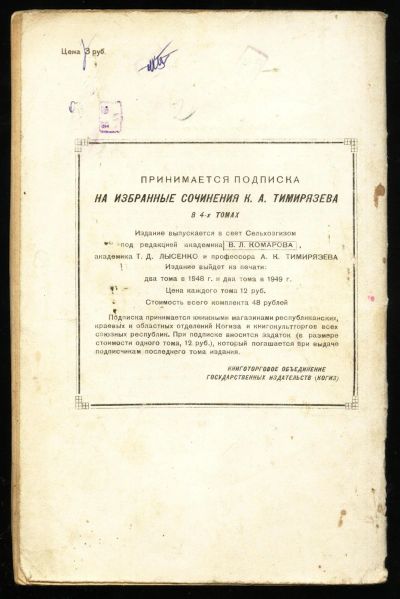 Цена 3 руб.
ПРИНИМАЕТСЯ ПОДПИСКА
НА ИЗБРАННЫЕ СОЧИНЕНИЯ К. А. ТИМИРЯЗЕВА
В 4-х ТОМАХ
Издание выпускается в свет Сельхозгизом
под редакцией академика В. Л. КОМАРОВА,
академика Т. Д. ЛЫСЕНКО и профессора А. К. ТИМИРЯЗЕВА
Издание выйдет из печати:
два тома в 1948 г. и два тома в 1949 г.
Цена каждого тома 12 руб.
Стоимость всего комплекта 48 рублей
Подписка принимается книжными магазинами республиканских,
краевых и областных отделений Когиза и книгокультторгов всех
союзных республик. При подписке вносится задаток (в размере
стоимости одного тома, 12 руб.), который погашается при выдаче
подписчикам последнего тома издания.
КНИГОТОРГОВОЕ ОБЪЕДИНЕНИЕ
ГОСУДАРСТВЕННЫХ ИЗДАТЕЛЬСТВ (КОГИЗ)